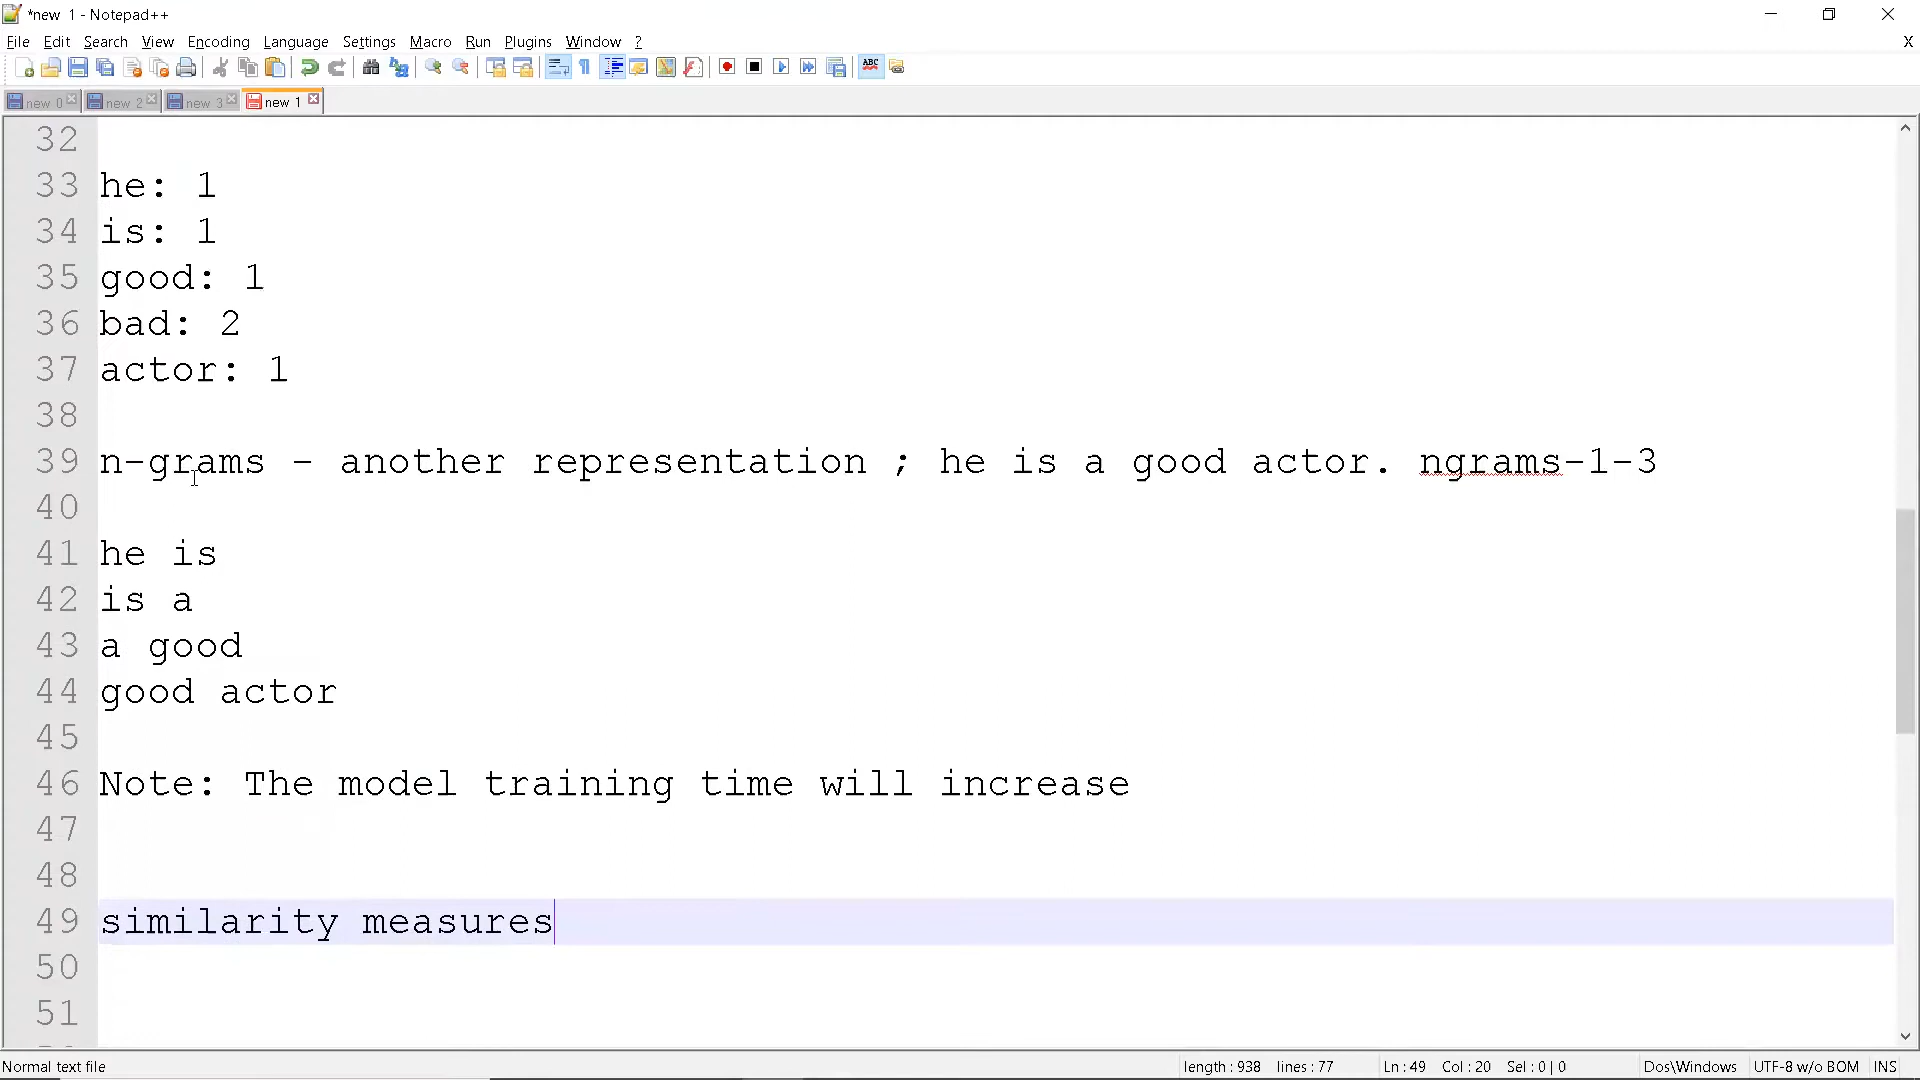 *new 1 - Notepad++
File Edit Search View Encoding Language Settings Macro Run Plugins Window ?
X
ABC
new 0 new 2 new 3 new 1
32
33 he: 1
34 is: 1
35 good: 1
36 bad: 2
37 actor: 1
38
39 n-grams - another representation ; he is a good actor. ngrams-1-3
40
41 he is
42 is a
43 a good
44 good actor
45
46 Note: The model training time will increase
47
48
49 similarity measures
50
51
Normal text file length : 938 lines : 77 Ln : 49 Col : 20 Sel : 0 | 0 Dos\Windows UTF-8 w/o BOM INS